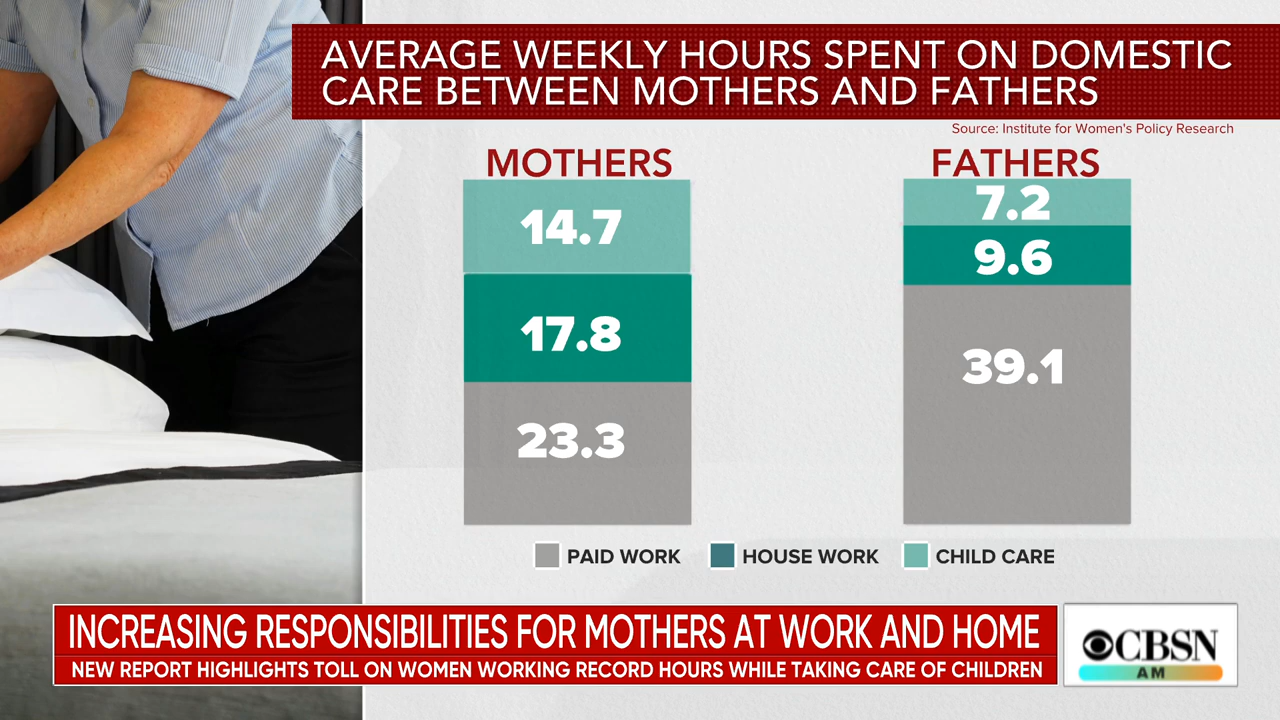 AVERAGE WEEKLY HOURS SPENT ON DOMESTIC
CARE BETWEEN MOTHERS AND FATHERS
Source: Institute for Women's Policy Research
MOTHERS
14.7
17.8
23.3
FATHERS
7.2
9.6
39.1
PAID WORK
HOUSE WORK
CHILD CARE
INCREASING RESPONSIBILITIES FOR MOTHERS AT WORK AND HOME
NEW REPORT HIGHLIGHTS TOLL ON WOMEN WORKING RECORD HOURS WHILE TAKING CARE OF CHILDREN
CBSN
AM